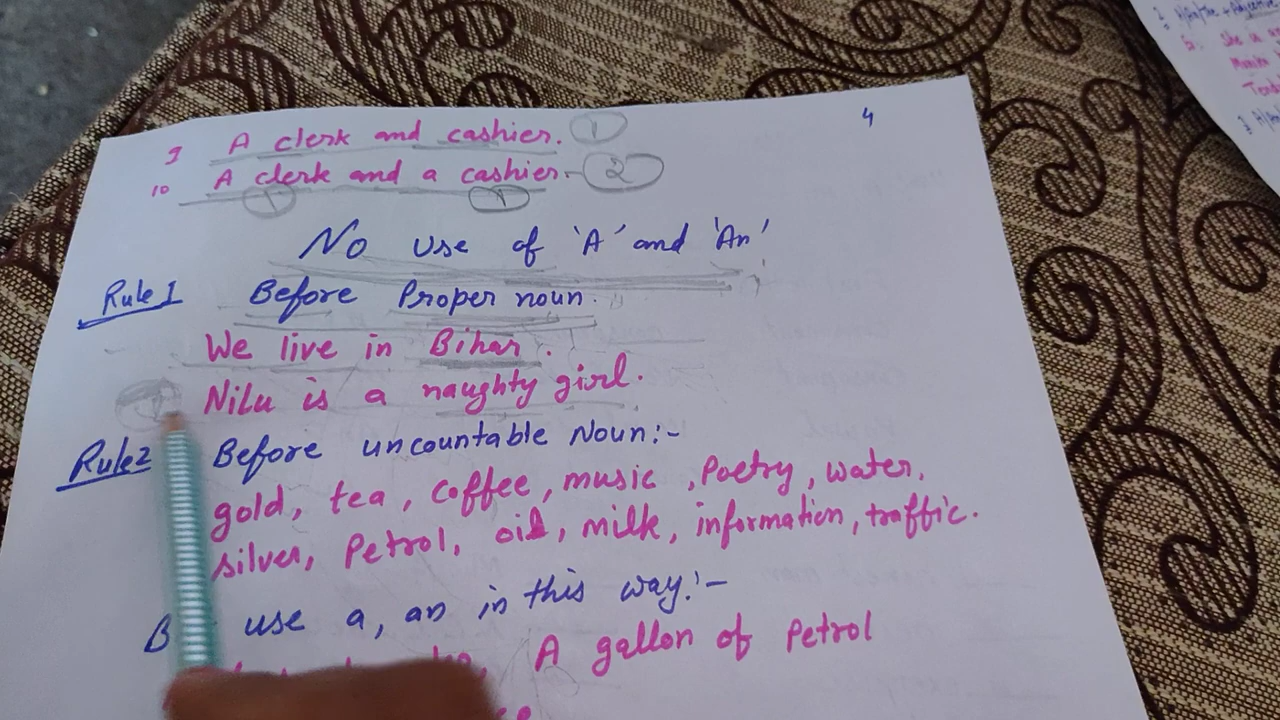 4
9 A clerk and cashier. 1
10 A clerk and a cashier. - 2
1 1
No use of 'A' and 'An'
Rule 1 Before Proper noun.
We live in Bihar.
Nilu is a naughty girl.
Rule 2 Before uncountable Noun:-
gold, tea, coffee, music, Poetry, water,
silver, Petrol, oil, milk, information, traffic.
use a, an in this way:-
A gallon of petrol